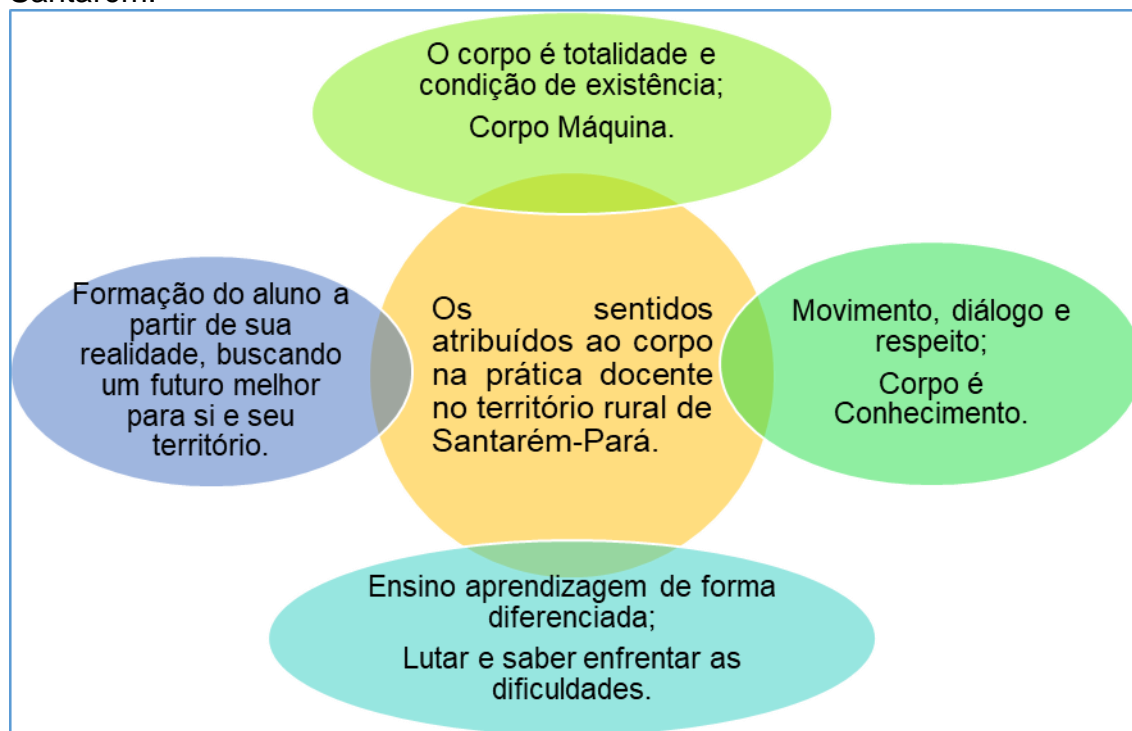 Santarém.
O corpo é totalidade e
condição de existência;
Corpo Máquina.
Formação do aluno a
partir de sua
realidade, buscando
um futuro melhor
para si e seu
território.
Os sentidos
atribuídos ao corpo
na prática docente
no território rural de
Santarém-Pará.
Movimento, diálogo e
respeito;
Corpo é
Conhecimento.
Ensino aprendizagem de forma
diferenciada;
Lutar e saber enfrentar as
dificuldades.